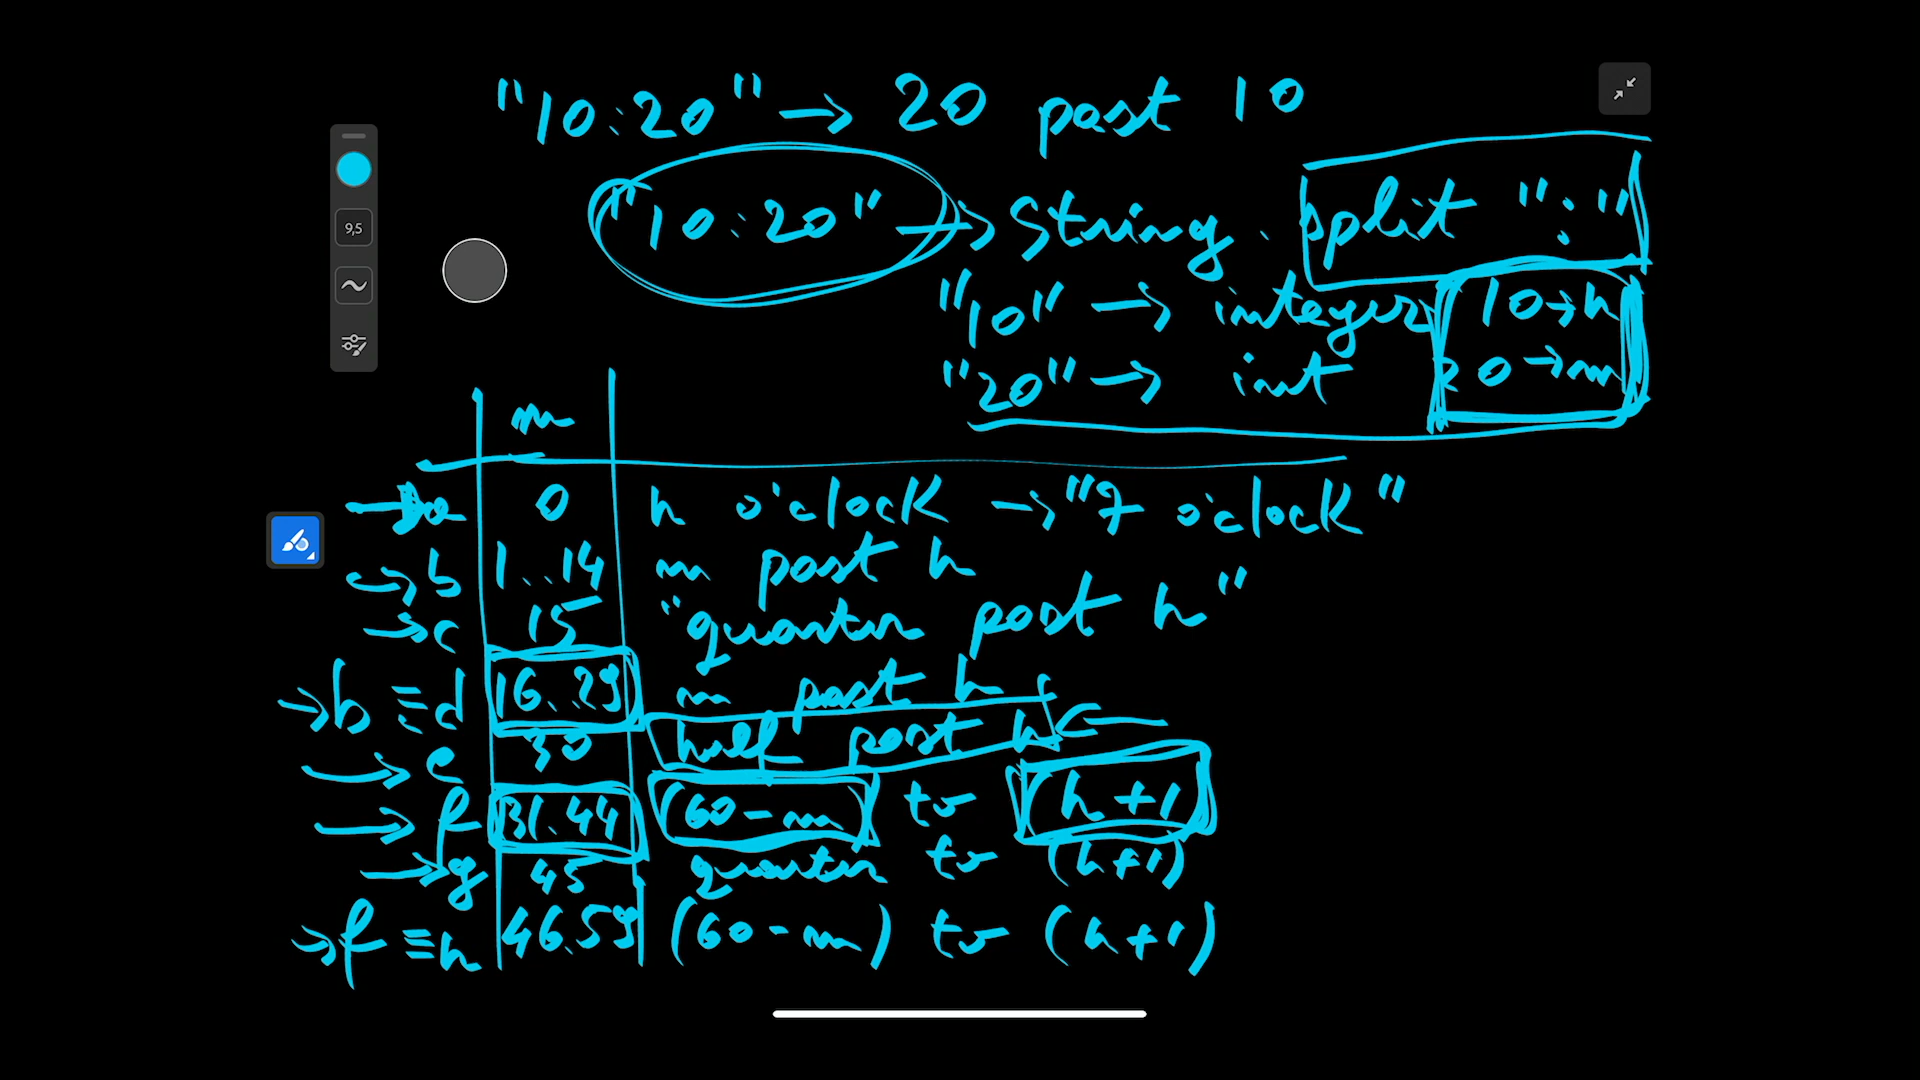 "10:20" → 20 past 10
"10:20" → String. split ":"
"10" → integer 10→h
"20" → int 20→m
m
→ a 0 h o'clock → "7 o'clock"
→ b 1..14 m past h
→ c 15 "quarter past h"
→ b ≡ d 16..29 m past h
→ e 30 half past h ←
→ f 31..44 (60-m) to (h+1)
→ g 45 quarter to (h+1)
→ f ≡ h 46..59 (60-m) to (h+1)
9,5